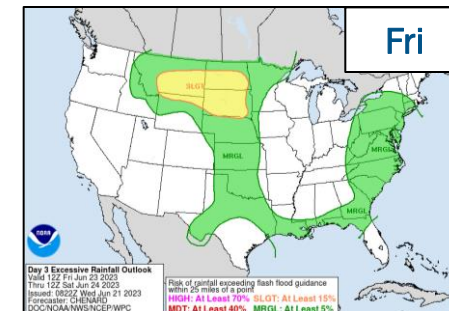 Fri
SLGT
MRGL
MRGL
MRGL
NOAA
Day 3 Excessive Rainfall Outlook
Valid 12Z Fri Jun 23 2023
Thru 12Z Sat Jun 24 2023
Issued: 0822Z Wed Jun 21 2023
Forecaster: CHENARD
DOC/NOAA/NWS/NCEP/WPC
Risk of rainfall exceeding flash flood guidance
within 25 miles of a point
HIGH: At Least 70% SLGT: At Least 15%
MDT: At Least 40% MRGL: At Least 5%